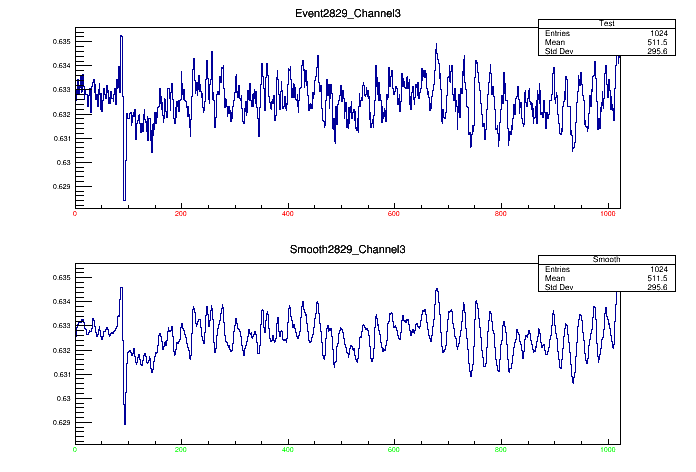 Event2829_Channel3
Test
Entries 1024
Mean 511.5
Std Dev 295.6
0.635
0.634
0.633
0.632
0.631
0.63
0.629
0 200 400 600 800 1000
Smooth2829_Channel3
Smooth
Entries 1024
Mean 511.5
Std Dev 295.6
0.635
0.634
0.633
0.632
0.631
0.63
0.629
0 200 400 600 800 1000